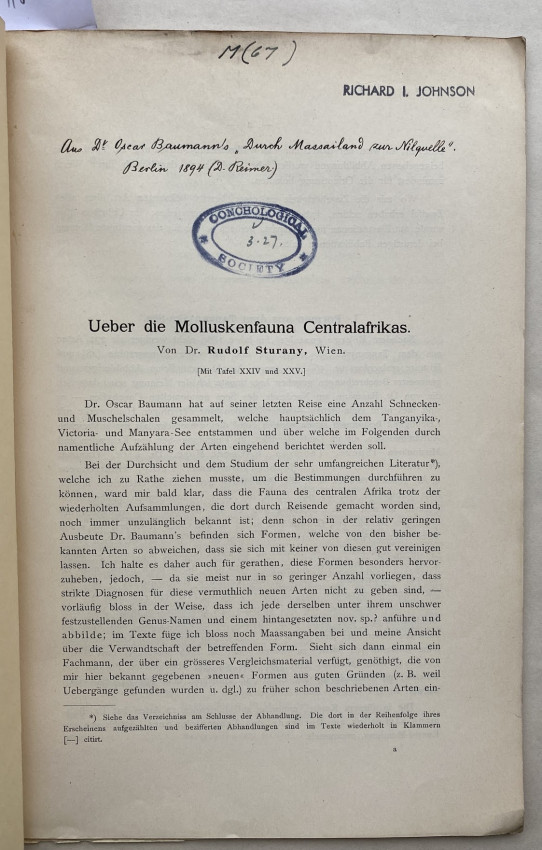 M(67)
RICHARD I. JOHNSON
Aus Dr Oscar Baumann's „Durch Massailand zur Nilquelle".
Berlin 1894 (D. Reimer)
CONCHOLOGICAL
3.27.
SOCIETY
Ueber die Molluskenfauna Centralafrikas.
Von Dr. Rudolf Sturany, Wien.
[Mit Tafel XXIV und XXV.]
Dr. Oscar Baumann hat auf seiner letzten Reise eine Anzahl Schnecken-
und Muschelschalen gesammelt, welche hauptsächlich dem Tanganyika-,
Victoria- und Manyara-See entstammen und über welche im Folgenden durch
namentliche Aufzählung der Arten eingehend berichtet werden soll.
Bei der Durchsicht und dem Studium der sehr umfangreichen Literatur*),
welche ich zu Rathe ziehen musste, um die Bestimmungen durchführen zu
können, ward mir bald klar, dass die Fauna des centralen Afrika trotz der
wiederholten Aufsammlungen, die dort durch Reisende gemacht worden sind,
noch immer unzulänglich bekannt ist; denn schon in der relativ geringen
Ausbeute Dr. Baumann's befinden sich Formen, welche von den bisher be-
kannten Arten so abweichen, dass sie sich mit keiner von diesen gut vereinigen
lassen. Ich halte es daher auch für gerathen, diese Formen besonders hervor-
zuheben, jedoch, — da sie meist nur in so geringer Anzahl vorliegen, dass
strikte Diagnosen für diese vermuthlich neuen Arten nicht zu geben sind, —
vorläufig bloss in der Weise, dass ich jede derselben unter ihrem unschwer
festzustellenden Genus-Namen und einem hintangesetzten nov. sp.? anführe und
abbilde; im Texte füge ich bloss noch Maassangaben bei und meine Ansicht
über die Verwandtschaft der betreffenden Form. Sieht sich dann einmal ein
Fachmann, der über ein grösseres Vergleichsmaterial verfügt, genöthigt, die von
mir hier bekannt gegebenen »neuen« Formen aus guten Gründen (z. B. weil
Uebergänge gefunden wurden u. dgl.) zu früher schon beschriebenen Arten ein-
*) Siehe das Verzeichniss am Schlusse der Abhandlung. Die dort in der Reihenfolge ihres
Erscheinens aufgezählten und bezifferten Abhandlungen sind im Texte wiederholt in Klammern
[—] citirt.
a